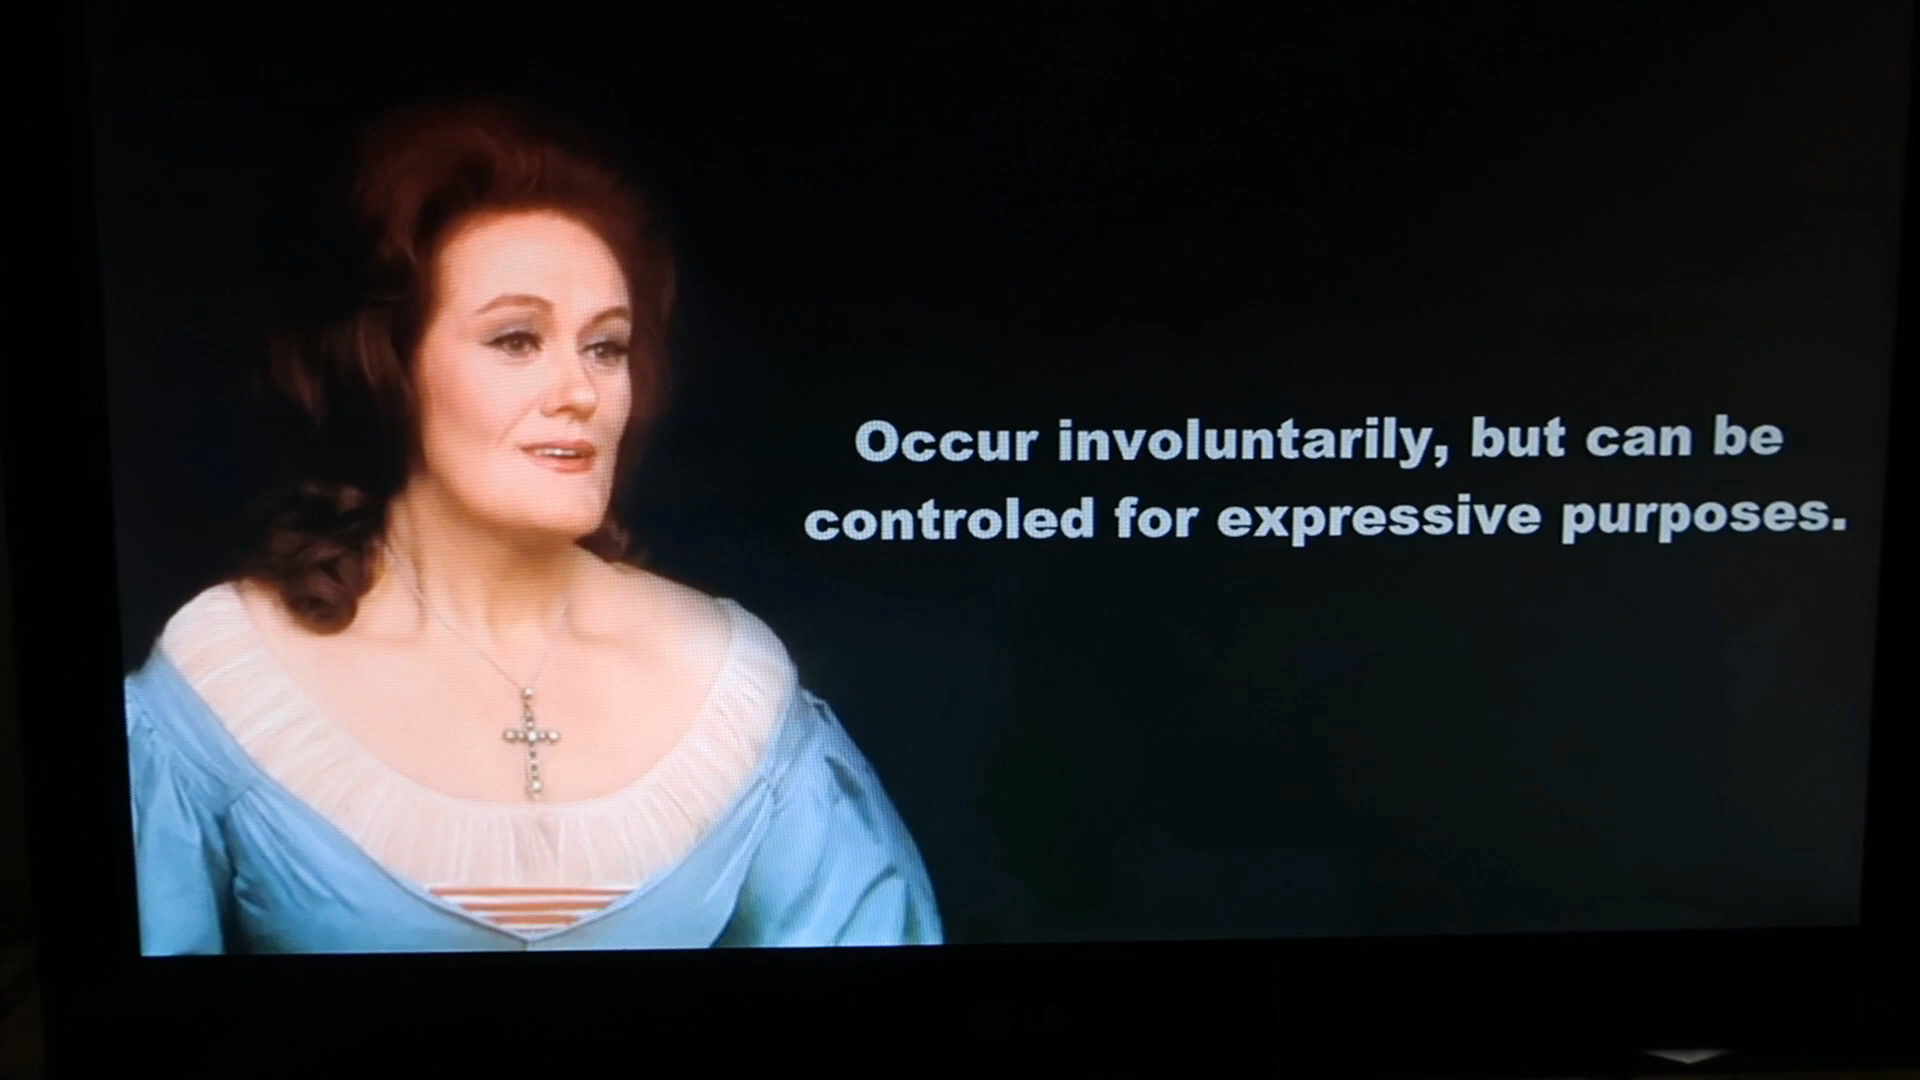 Occur involuntarily, but can be
controled for expressive purposes.